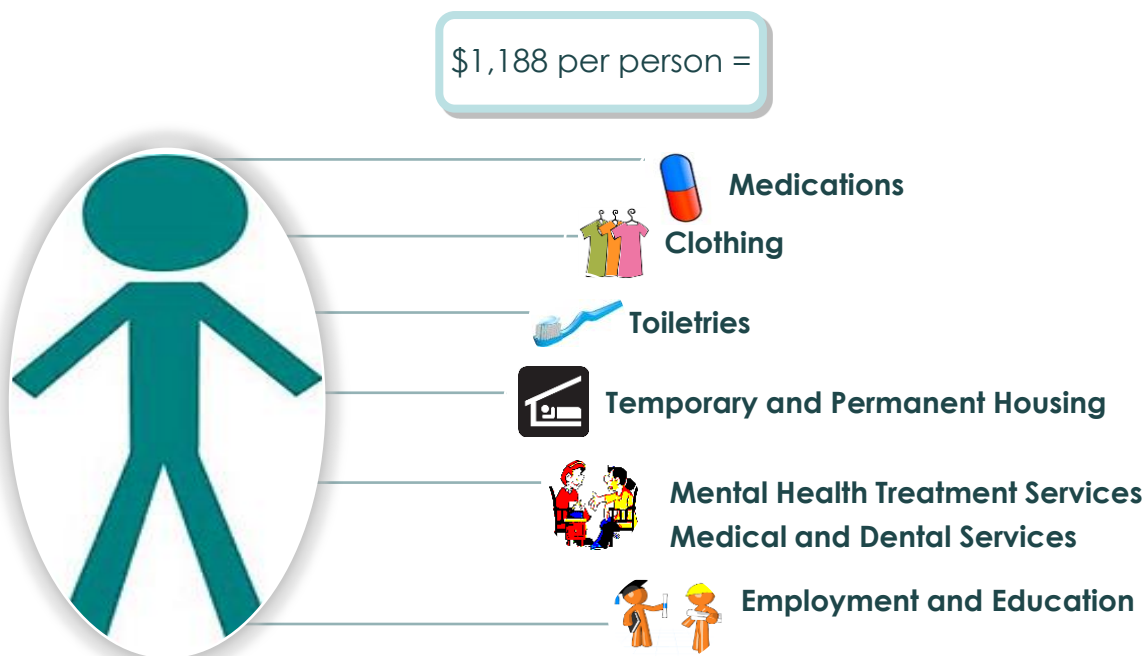 $1,188 per person =
Medications
Clothing
Toiletries
Temporary and Permanent Housing
Mental Health Treatment Services
Medical and Dental Services
Employment and Education